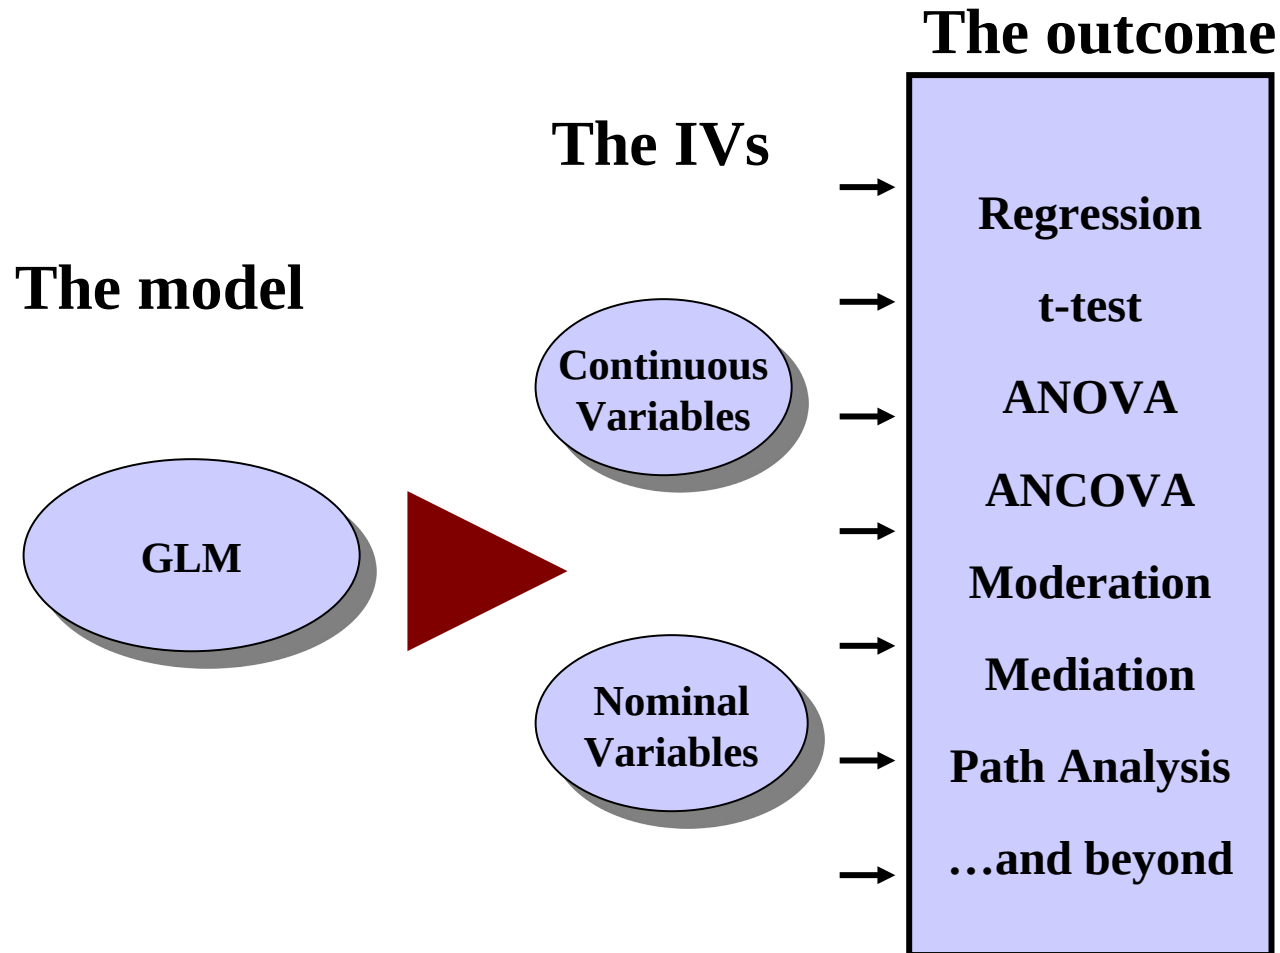 The outcome
The IVs
The model
Continuous
Variables
GLM
Nominal
Variables
Regression
t-test
ANOVA
ANCOVA
Moderation
Mediation
Path Analysis
…and beyond